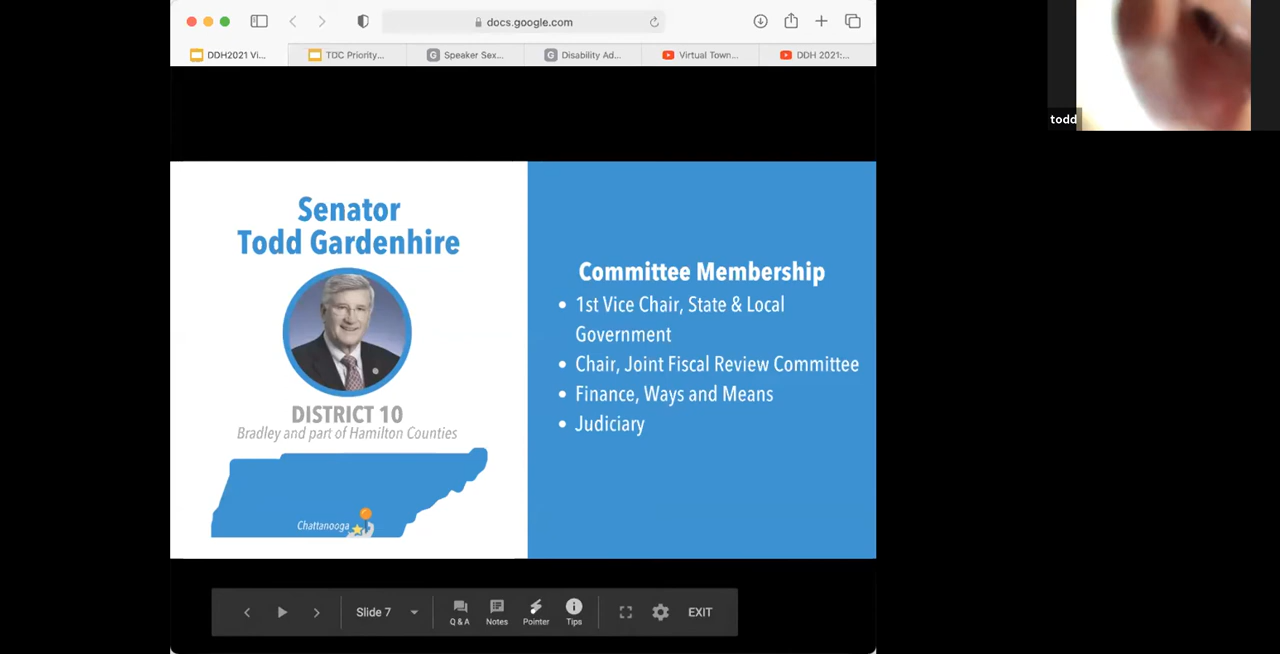 docs.google.com
DDH2021 Vi...
TDC Priority...
Speaker Sex...
Disability Ad...
Virtual Town...
DDH 2021:...
todd
Senator
Todd Gardenhire
DISTRICT 10
Bradley and part of Hamilton Counties
Chattanooga
Committee Membership
• 1st Vice Chair, State & Local
Government
• Chair, Joint Fiscal Review Committee
• Finance, Ways and Means
• Judiciary
Slide 7
Q & A
Notes
Pointer
Tips
EXIT